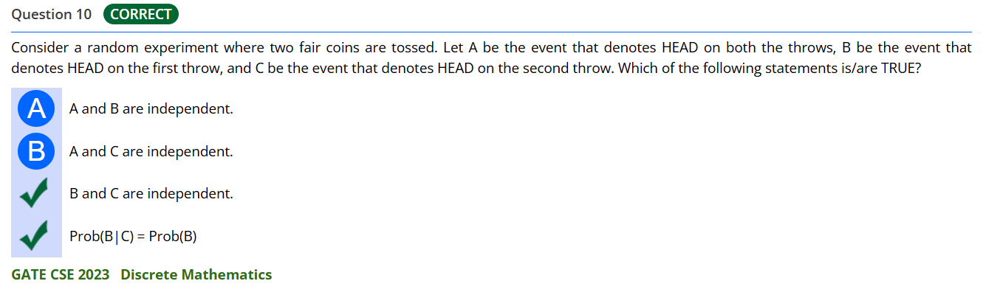 Question 10 CORRECT
Consider a random experiment where two fair coins are tossed. Let A be the event that denotes HEAD on both the throws, B be the event that
denotes HEAD on the first throw, and C be the event that denotes HEAD on the second throw. Which of the following statements is/are TRUE?
A A and B are independent.
B A and C are independent.
B and C are independent.
Prob(B|C) = Prob(B)
GATE CSE 2023 Discrete Mathematics